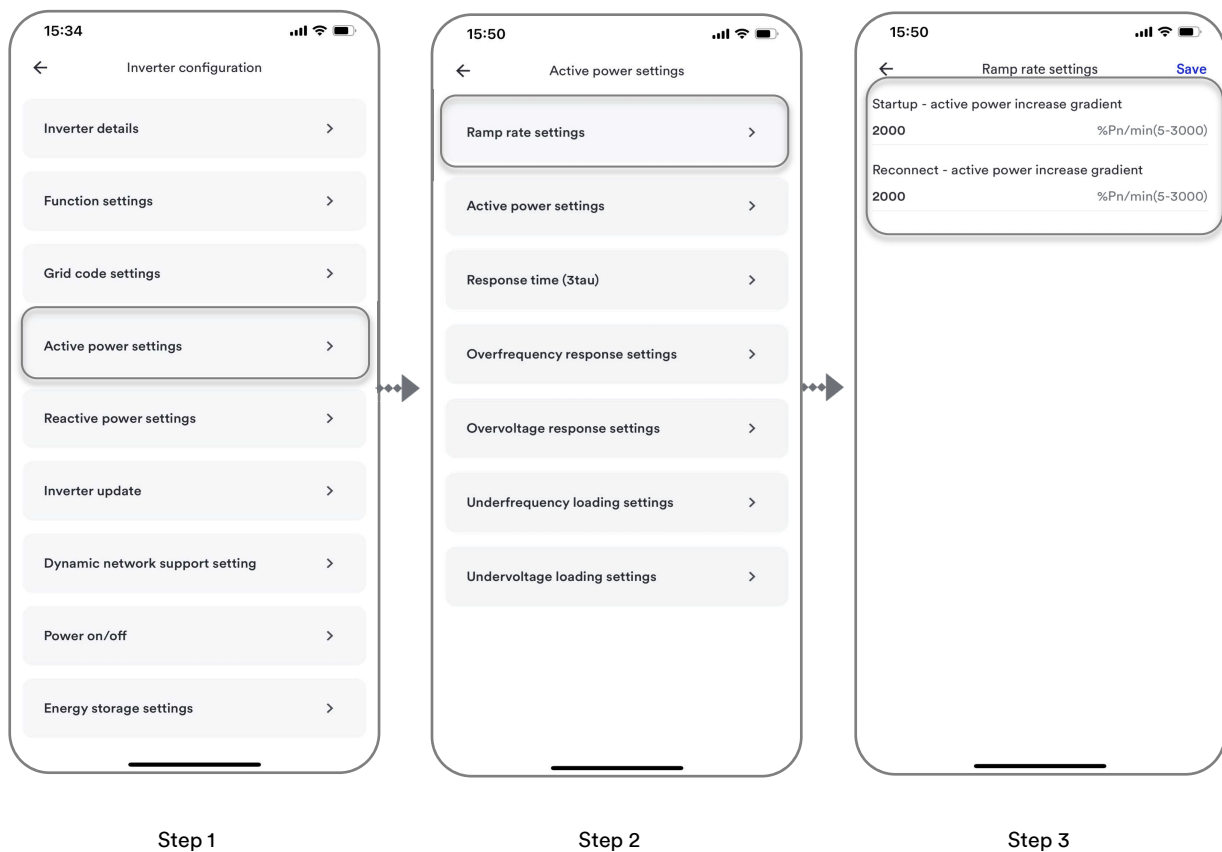 15:34
Inverter configuration
Inverter details
Function settings
Grid code settings
Active power settings
Reactive power settings
Inverter update
Dynamic network support setting
Power on/off
Energy storage settings
Step 1
15:50
Active power settings
Ramp rate settings
Active power settings
Response time (3tau)
Overfrequency response settings
Overvoltage response settings
Underfrequency loading settings
Undervoltage loading settings
Step 2
15:50
Ramp rate settings Save
Startup - active power increase gradient
2000 %Pn/min(5-3000)
Reconnect - active power increase gradient
2000 %Pn/min(5-3000)
Step 3